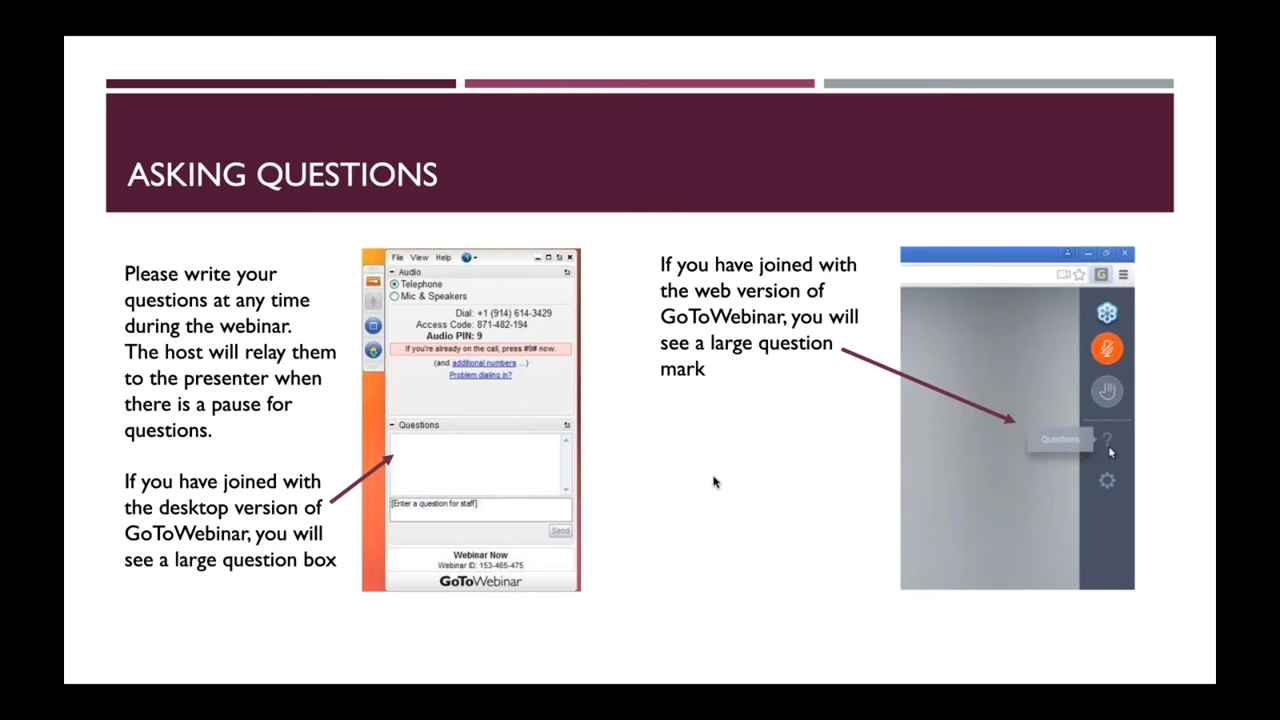 ASKING QUESTIONS
Please write your
questions at any time
during the webinar.
The host will relay them
to the presenter when
there is a pause for
questions.
If you have joined with
the desktop version of
GoToWebinar, you will
see a large question box
File View Help
Audio
Telephone
Mic & Speakers
Dial: +1 (914) 614-3429
Access Code: 871-482-194
Audio PIN: 9
If you're already on the call, press #9# now.
(and additional numbers ...)
Problem dialing in?
Questions
[Enter a question for staff]
Send
Webinar Now
Webinar ID: 153-465-475
GoToWebinar
If you have joined with
the web version of
GoToWebinar, you will
see a large question
mark
G
Questions ?